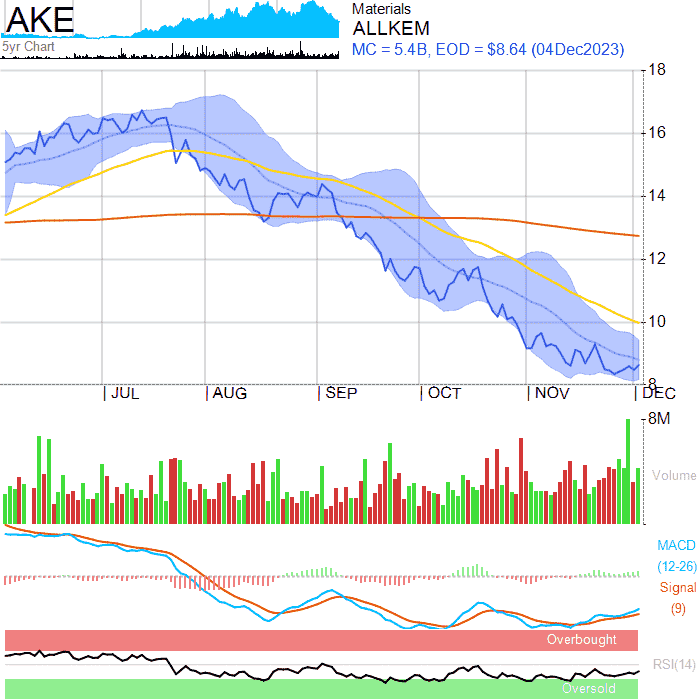 AKE
Materials
ALLKEM
MC = 5.4B, EOD = $8.64 (04Dec2023)
5yr Chart
18
16
14
12
10
8
JUL AUG SEP OCT NOV DEC
8M
Volume
MACD
(12-26)
Signal
(9)
Overbought
RSI(14)
Oversold